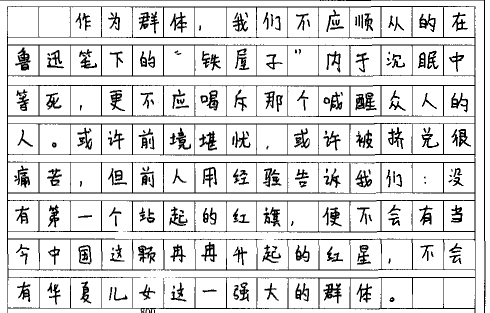 作为群体，我们不应顺从的在
鲁迅笔下的“铁屋子”内于沉眠中
等死，更不应喝斥那个喊醒众人的
人。或许前境堪忧，或许被挤兑很
痛苦，但前人用经验告诉我们：没
有第一个站起的红旗，便不会有当
今中国这颗冉冉升起的红星，不会
有华夏儿女这一强大的群体。
800